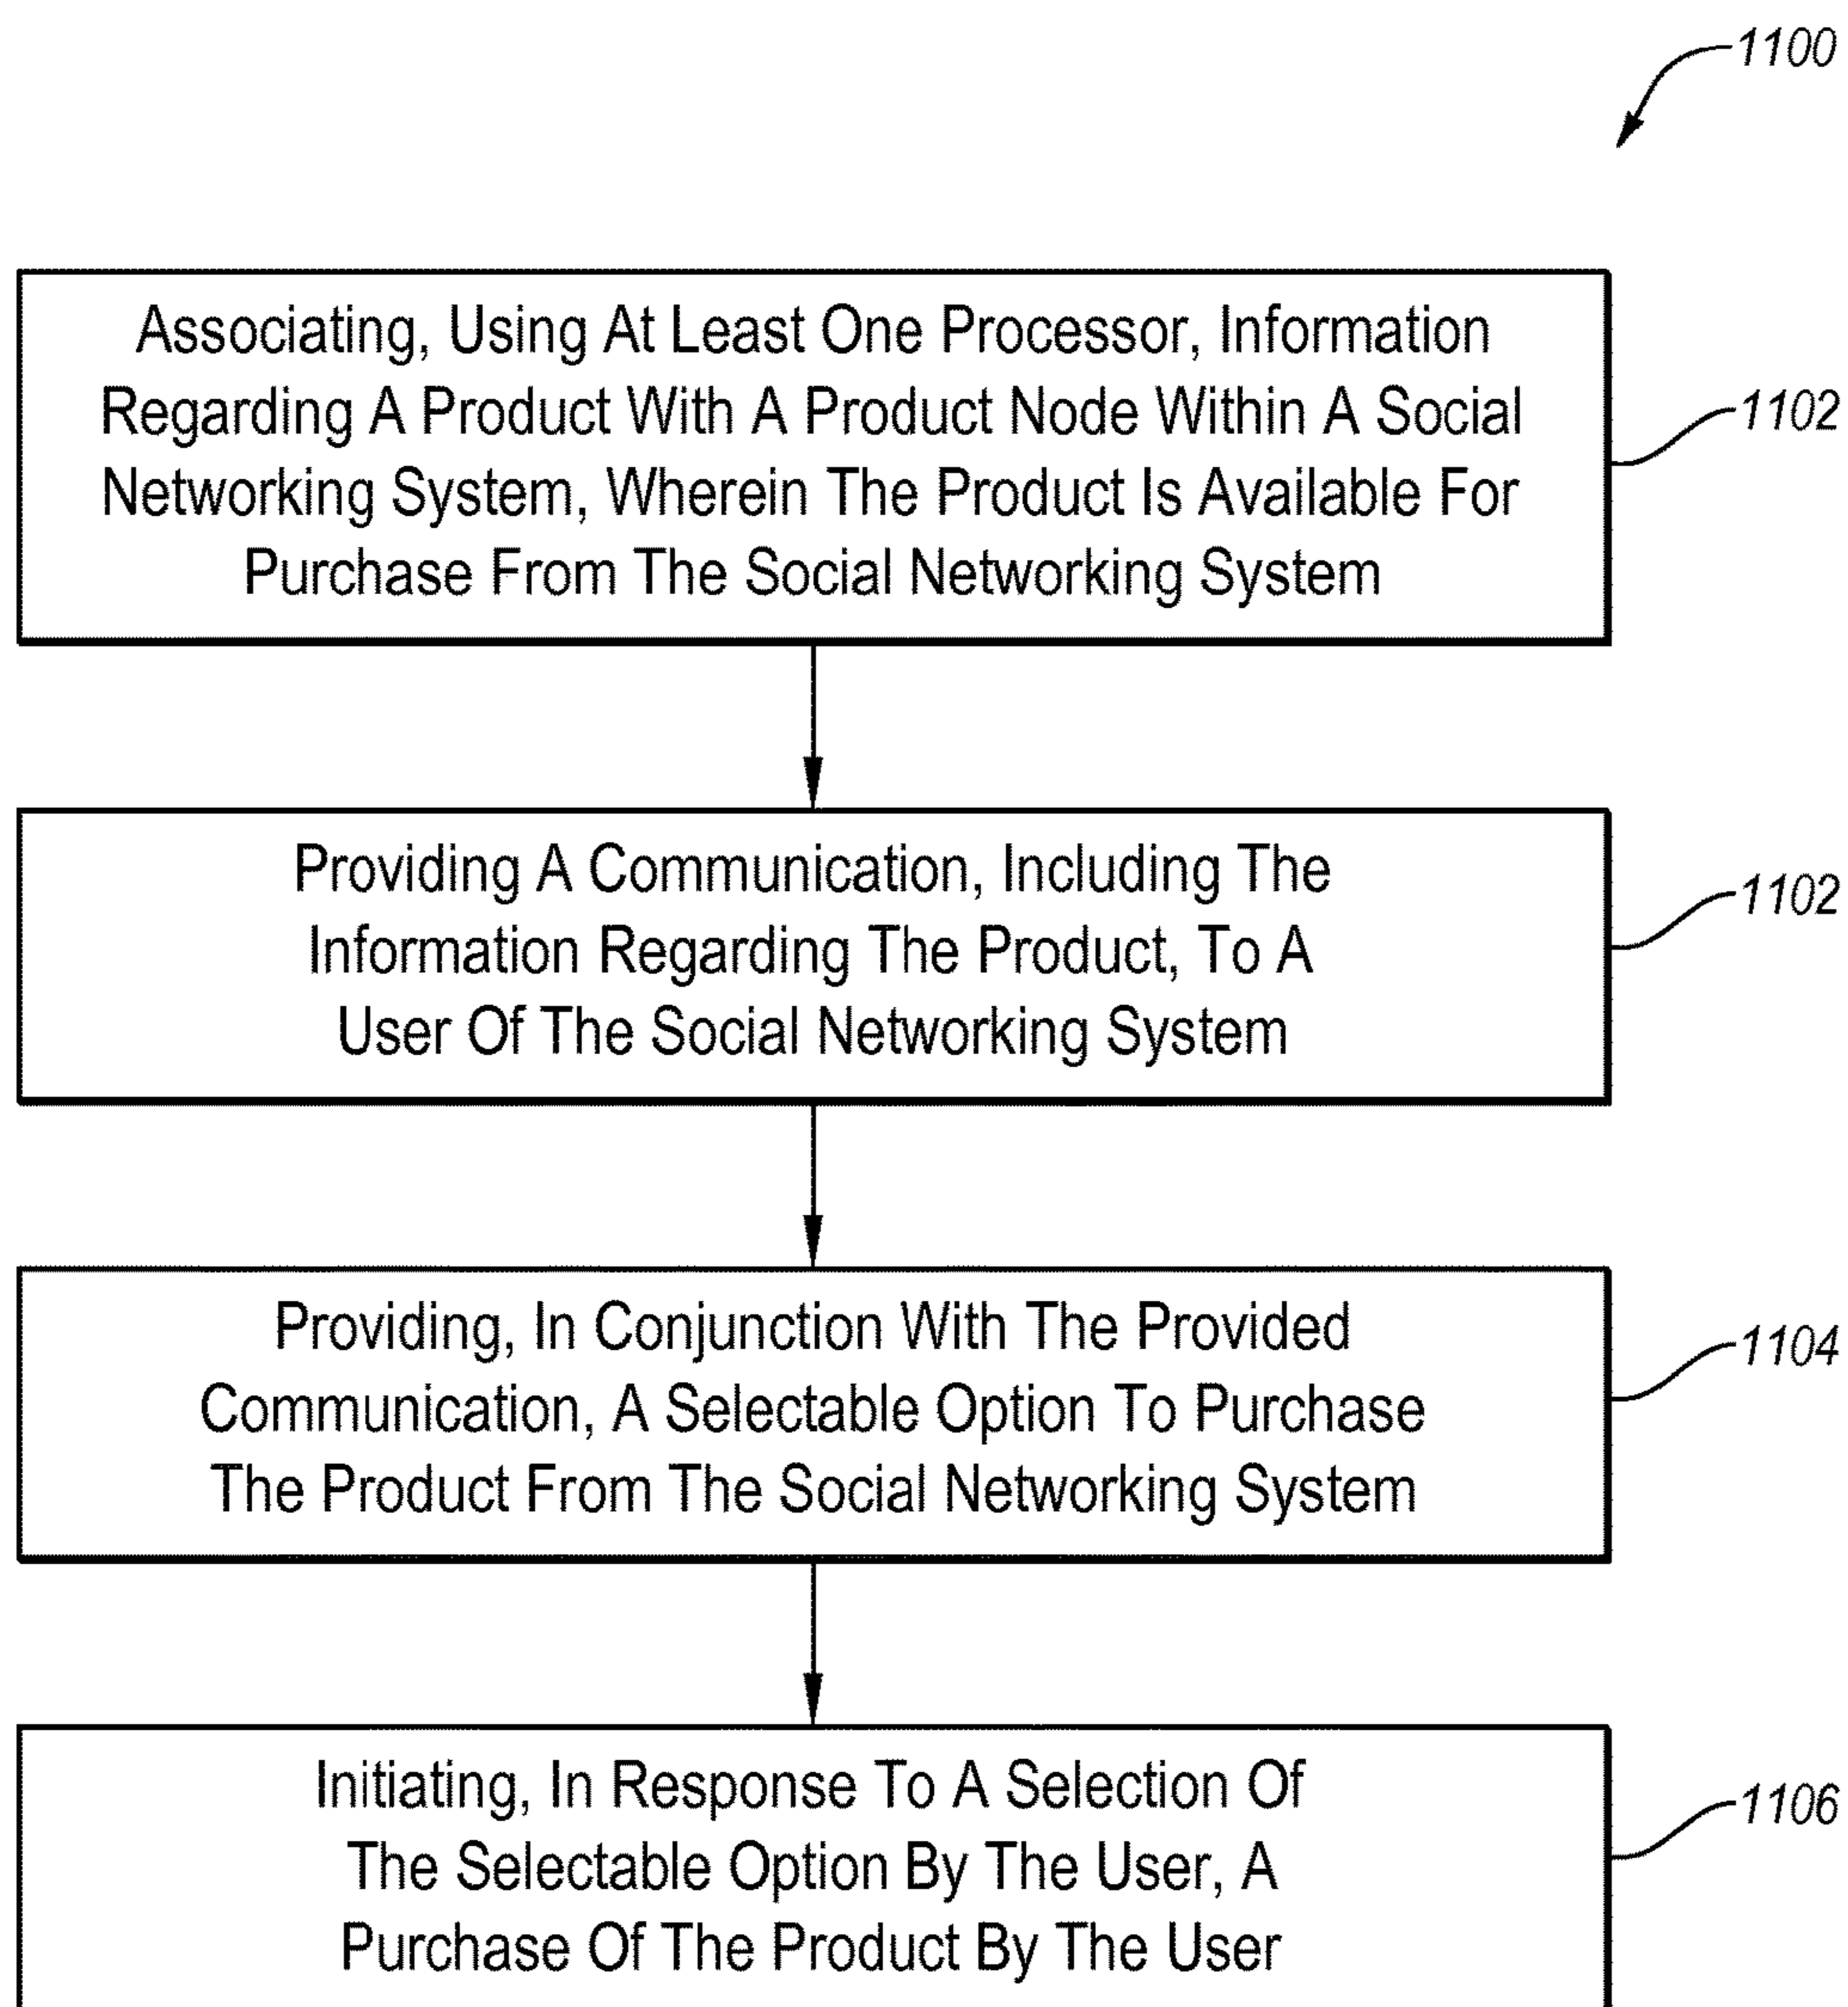 1100
Associating, Using At Least One Processor, Information
Regarding A Product With A Product Node Within A Social
Networking System, Wherein The Product Is Available For
Purchase From The Social Networking System
1102
Providing A Communication, Including The
Information Regarding The Product, To A
User Of The Social Networking System
1102
Providing, In Conjunction With The Provided
Communication, A Selectable Option To Purchase
The Product From The Social Networking System
1104
Initiating, In Response To A Selection Of
The Selectable Option By The User, A
Purchase Of The Product By The User
1106